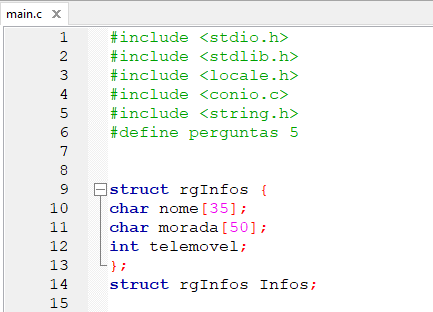 main.c
1 #include <stdio.h>
2 #include <stdlib.h>
3 #include <locale.h>
4 #include <conio.c>
5 #include <string.h>
6 #define perguntas 5
7
8
9 struct rgInfos {
10 char nome[35];
11 char morada[50];
12 int telemovel;
13 };
14 struct rgInfos Infos;
15